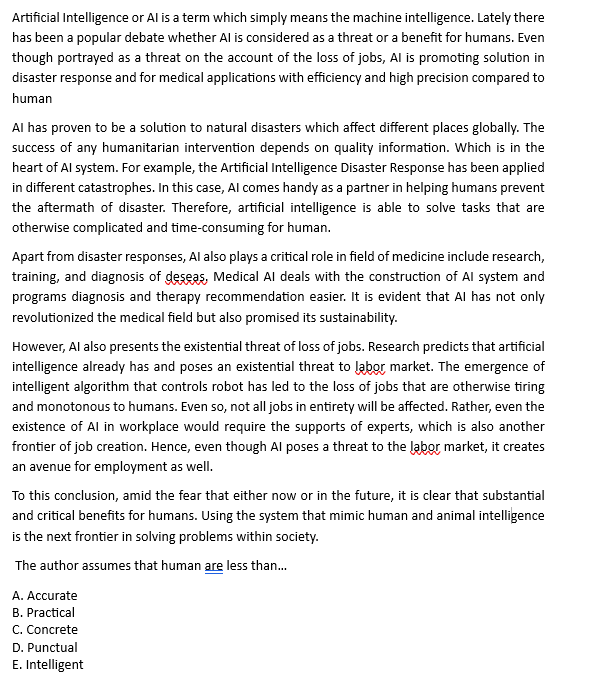 Artificial Intelligence or AI is a term which simply means the machine intelligence. Lately there
has been a popular debate whether AI is considered as a threat or a benefit for humans. Even
though portrayed as a threat on the account of the loss of jobs, AI is promoting solution in
disaster response and for medical applications with efficiency and high precision compared to
human
AI has proven to be a solution to natural disasters which affect different places globally. The
success of any humanitarian intervention depends on quality information. Which is in the
heart of AI system. For example, the Artificial Intelligence Disaster Response has been applied
in different catastrophes. In this case, AI comes handy as a partner in helping humans prevent
the aftermath of disaster. Therefore, artificial intelligence is able to solve tasks that are
otherwise complicated and time-consuming for human.
Apart from disaster responses, AI also plays a critical role in field of medicine include research,
training, and diagnosis of deseas, Medical AI deals with the construction of AI system and
programs diagnosis and therapy recommendation easier. It is evident that AI has not only
revolutionized the medical field but also promised its sustainability.
However, AI also presents the existential threat of loss of jobs. Research predicts that artificial
intelligence already has and poses an existential threat to labor market. The emergence of
intelligent algorithm that controls robot has led to the loss of jobs that are otherwise tiring
and monotonous to humans. Even so, not all jobs in entirety will be affected. Rather, even the
existence of AI in workplace would require the supports of experts, which is also another
frontier of job creation. Hence, even though AI poses a threat to the labor market, it creates
an avenue for employment as well.
To this conclusion, amid the fear that either now or in the future, it is clear that substantial
and critical benefits for humans. Using the system that mimic human and animal intelligence
is the next frontier in solving problems within society.
The author assumes that human are less than...
A. Accurate
B. Practical
C. Concrete
D. Punctual
E. Intelligent